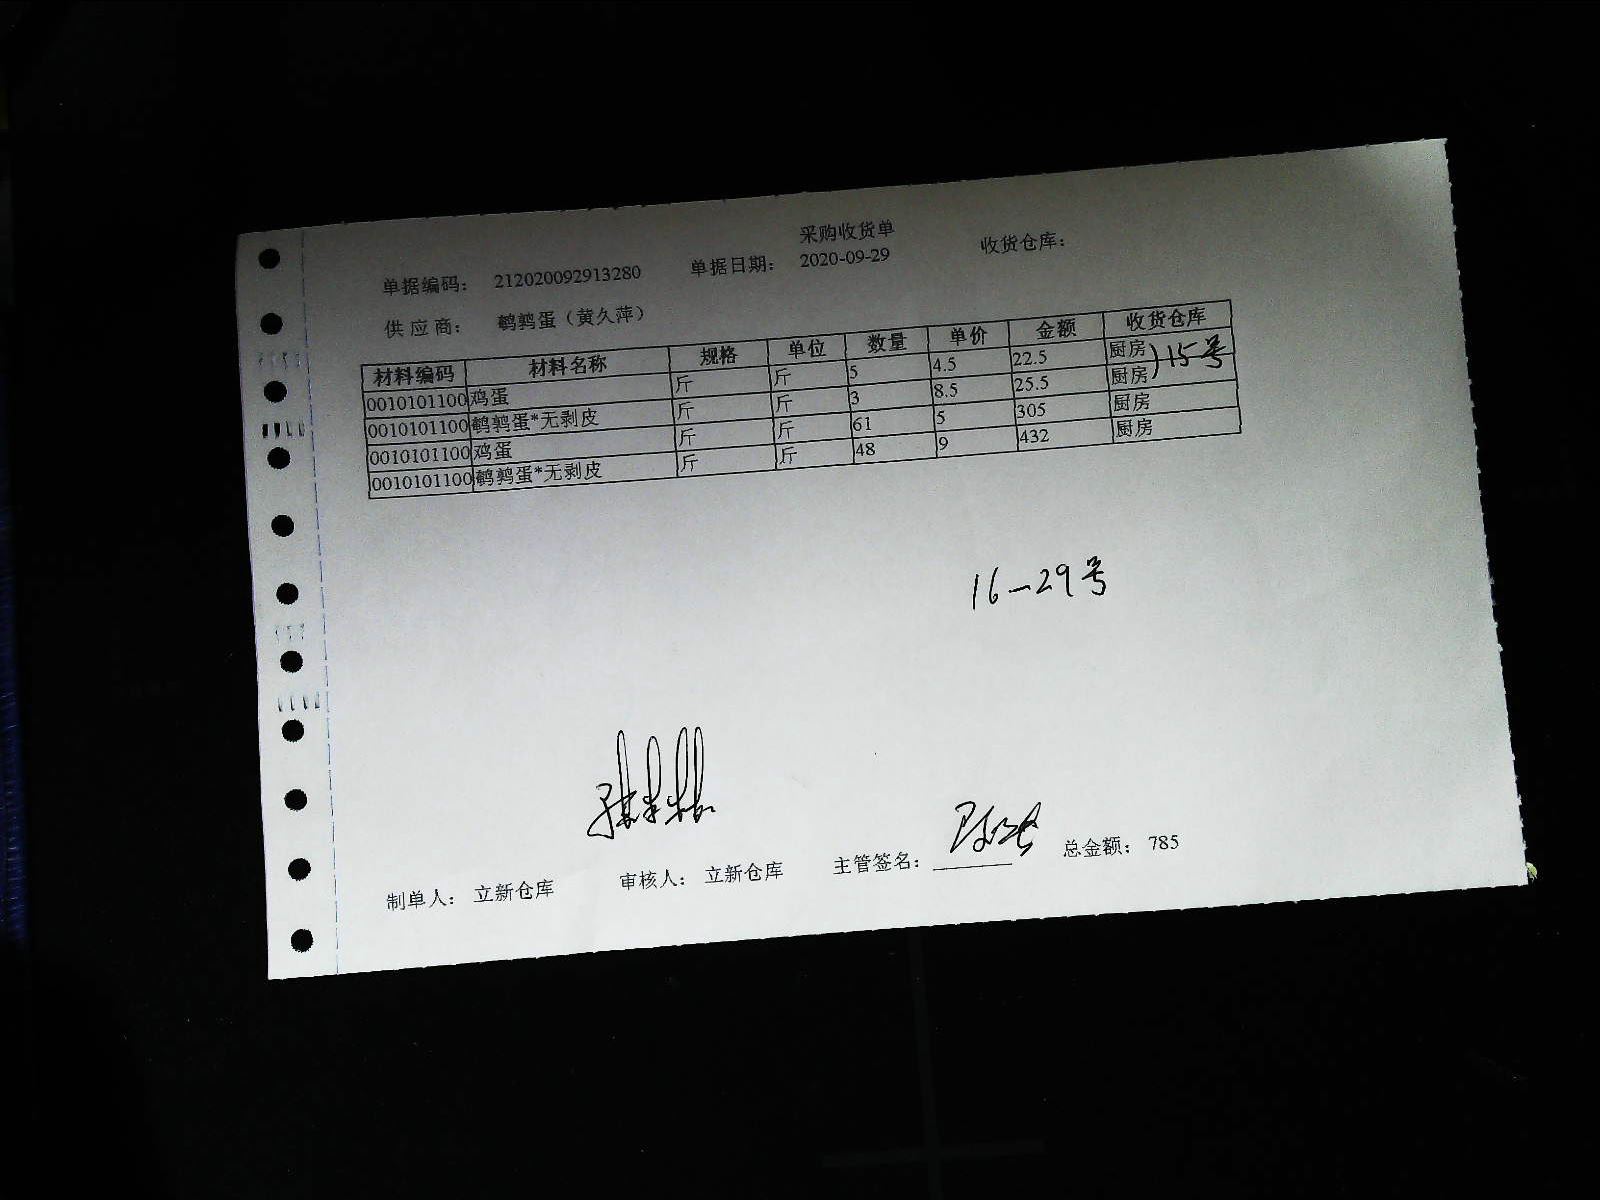 采购收货单
单据编码： 212020092913280 单据日期： 2020-09-29 收货仓库：
供 应 商： 鹌鹑蛋（黄久萍）
材料编码 材料名称 规格 单位 数量 单价 金额 收货仓库
0010101100 鸡蛋 斤 斤 5 4.5 22.5 厨房
0010101100 鹌鹑蛋*无剥皮 斤 斤 3 8.5 25.5 厨房 )15号
0010101100 鸡蛋 斤 斤 61 5 305 厨房
0010101100 鹌鹑蛋*无剥皮 斤 斤 48 9 432 厨房
16—29号
制单人： 立新仓库 审核人： 立新仓库 主管签名： 总金额： 785